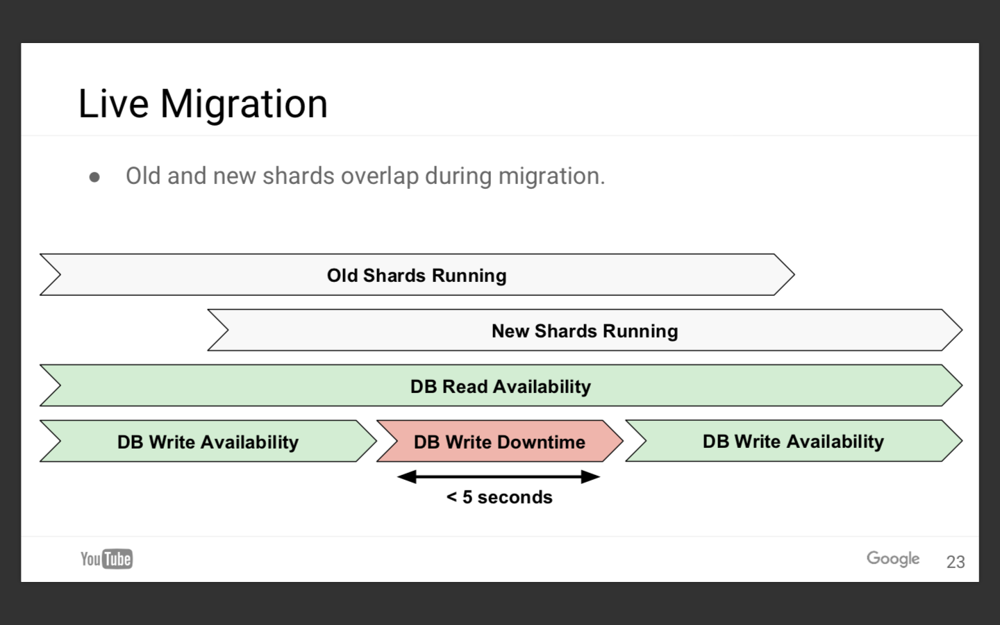 Live Migration
● Old and new shards overlap during migration.
Old Shards Running
New Shards Running
DB Read Availability
DB Write Availability
DB Write Downtime
DB Write Availability
< 5 seconds
YouTube
Google
23